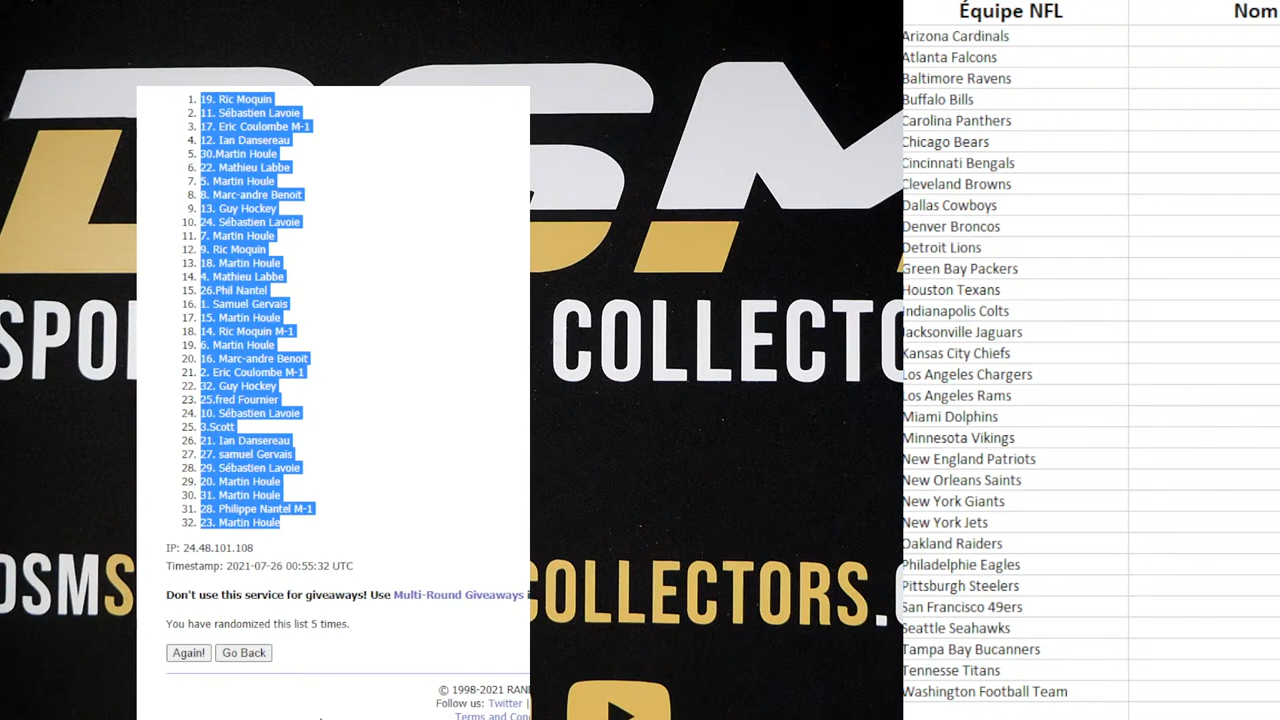 1. 19. Ric Moquin
2. 11. Sébastien Lavoie
3. 17. Eric Coulombe M-1
4. 12. Ian Dansereau
5. 30.Martin Houle
6. 22. Mathieu Labbe
7. 5. Martin Houle
8. 8. Marc-andre Benoit
9. 13. Guy Hockey
10. 24. Sébastien Lavoie
11. 7. Martin Houle
12. 9. Ric Moquin
13. 18. Martin Houle
14. 4. Mathieu Labbe
15. 26.Phil Nantel
16. 1. Samuel Gervais
17. 15. Martin Houle
18. 14. Ric Moquin M-1
19. 6. Martin Houle
20. 16. Marc-andre Benoit
21. 2. Eric Coulombe M-1
22. 32. Guy Hockey
23. 25.fred Fournier
24. 10. Sébastien Lavoie
25. 3.Scott
26. 21. Ian Dansereau
27. 27. samuel Gervais
28. 29. Sébastien Lavoie
29. 20. Martin Houle
30. 31. Martin Houle
31. 28. Philippe Nantel M-1
32. 23. Martin Houle
IP: 24.48.101.108
Timestamp: 2021-07-26 00:55:32 UTC
Don't use this service for giveaways! Use Multi-Round Giveaways i
You have randomized this list 5 times.
Again! Go Back
© 1998-2021 RAN
Follow us: Twitter |
Terms and Con
SPO COLLECTO
DSMS COLLECTORS.
Équipe NFL Nom
Arizona Cardinals
Atlanta Falcons
Baltimore Ravens
Buffalo Bills
Carolina Panthers
Chicago Bears
Cincinnati Bengals
Cleveland Browns
Dallas Cowboys
Denver Broncos
Detroit Lions
Green Bay Packers
Houston Texans
Indianapolis Colts
Jacksonville Jaguars
Kansas City Chiefs
Los Angeles Chargers
Los Angeles Rams
Miami Dolphins
Minnesota Vikings
New England Patriots
New Orleans Saints
New York Giants
New York Jets
Oakland Raiders
Philadelphie Eagles
Pittsburgh Steelers
San Francisco 49ers
Seattle Seahawks
Tampa Bay Bucanners
Tennesse Titans
Washington Football Team